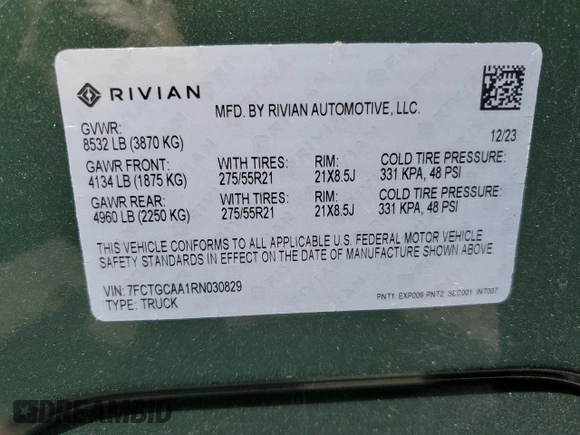 RIVIAN
MFD. BY RIVIAN AUTOMOTIVE, LLC.
GVWR:
8532 LB (3870 KG)
12/23
GAWR FRONT: WITH TIRES: RIM: COLD TIRE PRESSURE:
4134 LB (1875 KG) 275/55R21 21X8.5J 331 KPA, 48 PSI
GAWR REAR: WITH TIRES: RIM: COLD TIRE PRESSURE:
4960 LB (2250 KG) 275/55R21 21X8.5J 331 KPA, 48 PSI
THIS VEHICLE CONFORMS TO ALL APPLICABLE U.S. FEDERAL MOTOR VEHICLE
SAFETY STANDARDS IN EFFECT ON THE DATE OF MANUFACTURE SHOWN ABOVE
VIN: 7FCTGCAA1RN030829
TYPE: TRUCK
PNT1: EXP006 PNT2: SEC001 INT007
DREAMBID